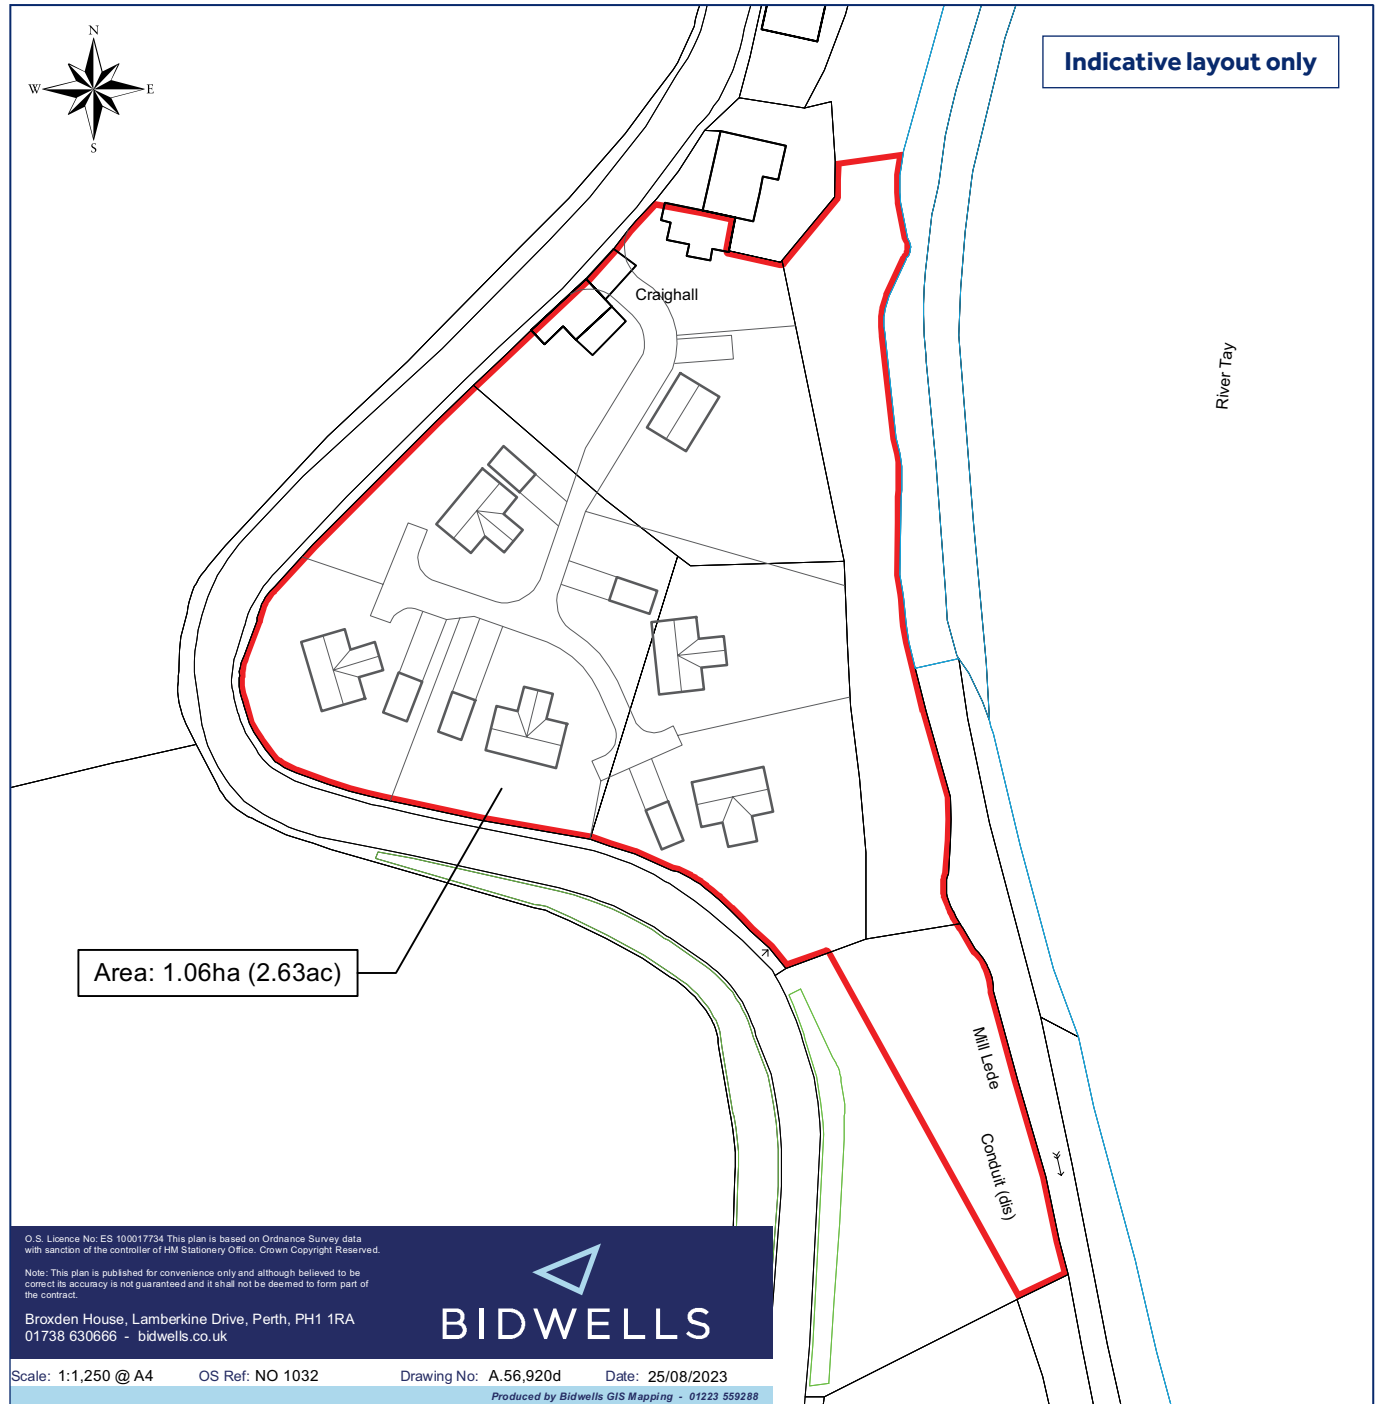 N
W E
S
Indicative layout only
Craighall
River Tay
Area: 1.06ha (2.63ac)
Mill Lede
Conduit (dis)
O.S. Licence No: ES 100017734 This plan is based on Ordnance Survey data
with sanction of the controller of HM Stationery Office. Crown Copyright Reserved.
Note: This plan is published for convenience only and although believed to be
correct its accuracy is not guaranteed and it shall not be deemed to form part of
the contract.
Broxden House, Lamberkine Drive, Perth, PH1 1RA
01738 630666 - bidwells.co.uk
BIDWELLS
Scale: 1:1,250 @ A4 OS Ref: NO 1032 Drawing No: A.56,920d Date: 25/08/2023
Produced by Bidwells GIS Mapping - 01223 559288